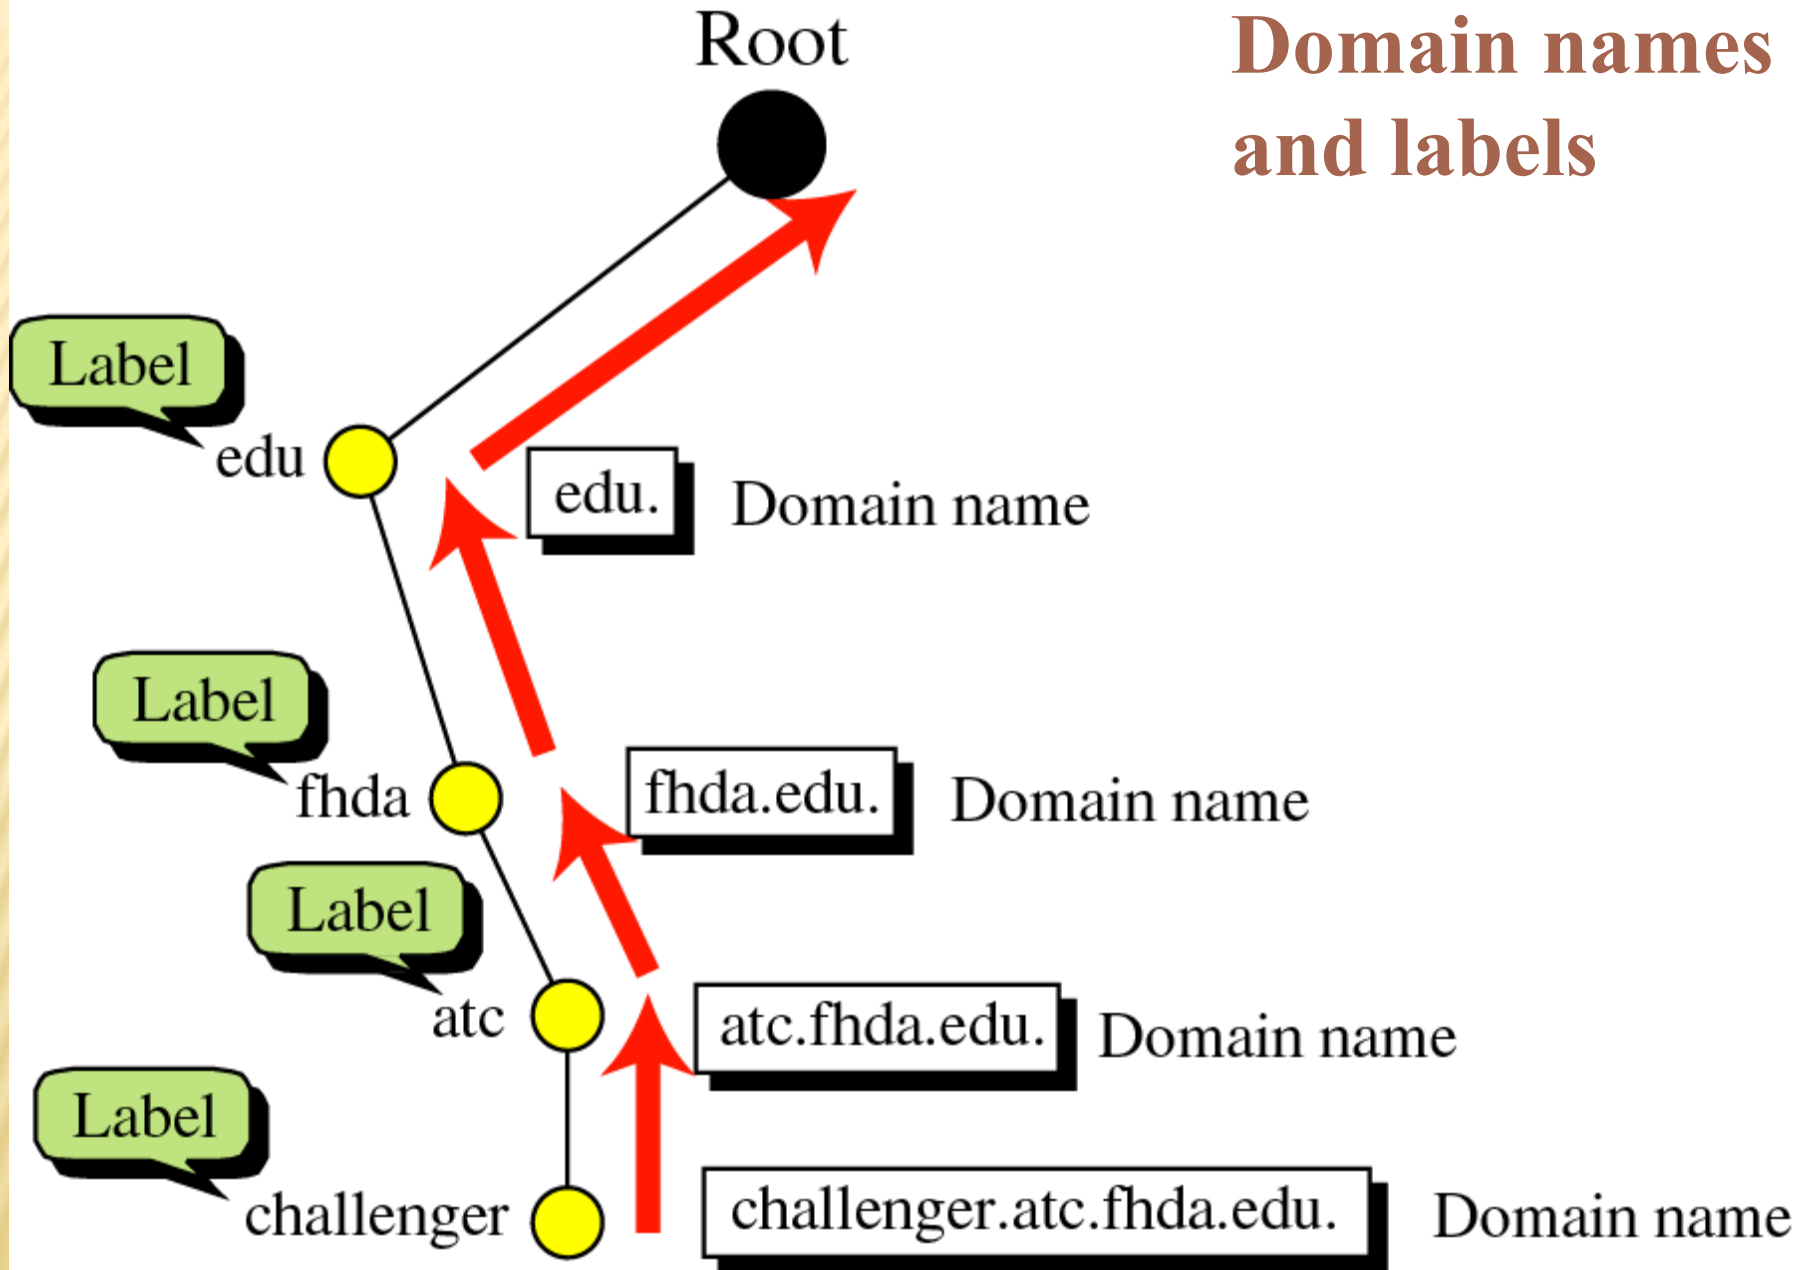 Root
Domain names
and labels
Label
edu
edu.
Domain name
Label
fhda
fhda.edu.
Domain name
Label
atc
atc.fhda.edu.
Domain name
Label
challenger
challenger.atc.fhda.edu.
Domain name